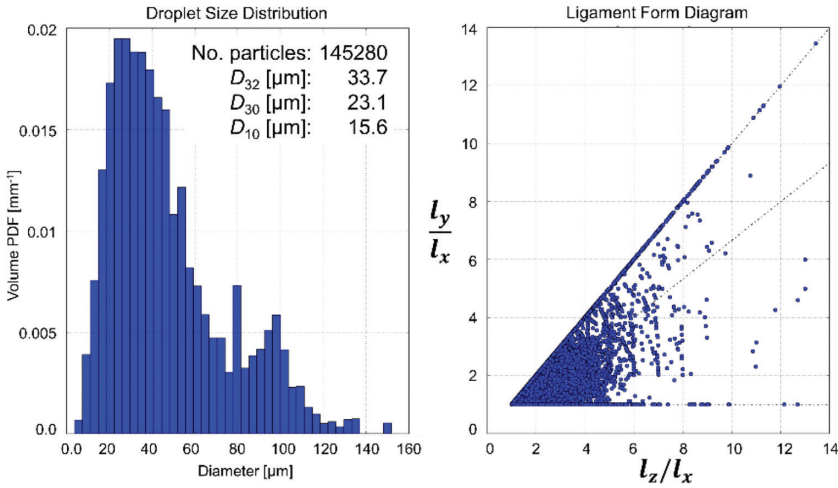 Droplet Size Distribution
No. particles: 145280
D32 [µm]: 33.7
D30 [µm]: 23.1
D10 [µm]: 15.6
Volume PDF [mm-1]
0.02
0.015
0.01
0.005
0.0
0.0 20 40 60 80 100 120 140 160
Diameter [µm]
Ligament Form Diagram
ly
lx
14
12
10
8
6
4
2
0
0 2 4 6 8 10 12 14
lz/lx